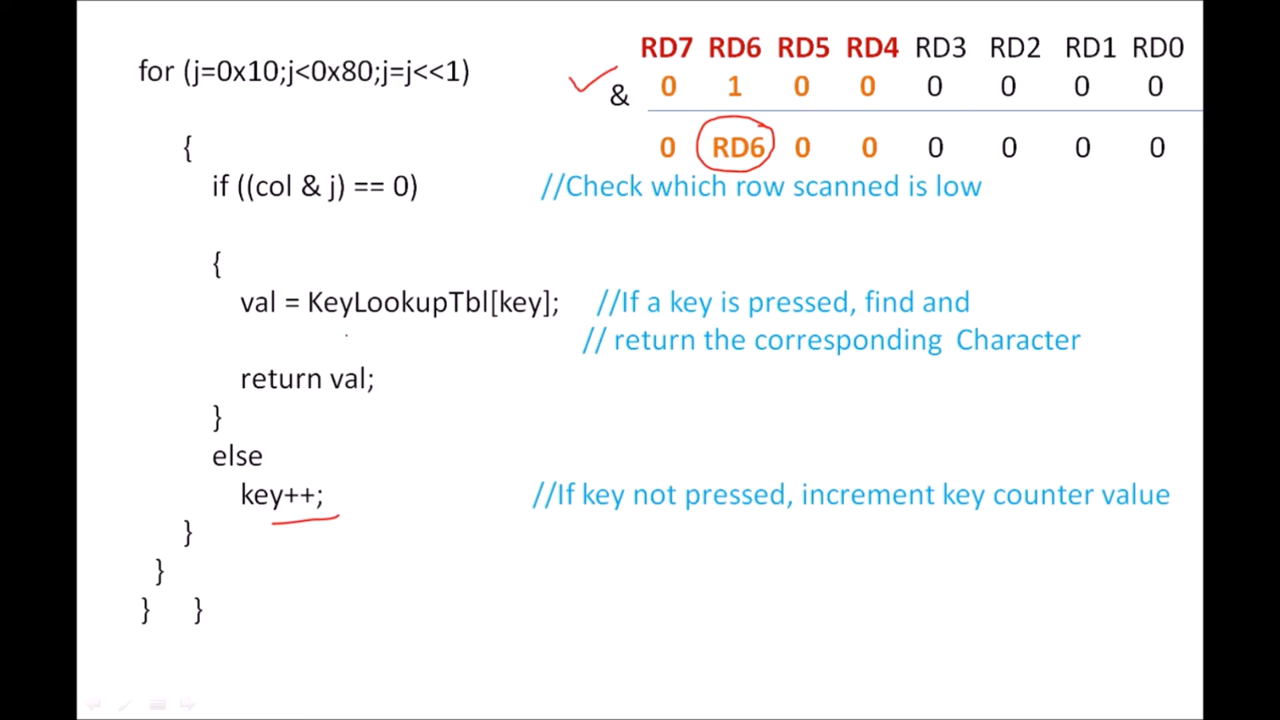 RD7 RD6 RD5 RD4 RD3 RD2 RD1 RD0
for (j=0x10;j<0x80;j=j<<1)
& 0 1 0 0 0 0 0 0
0 RD6 0 0 0 0 0 0
{
if ((col & j) == 0) //Check which row scanned is low
{
val = KeyLookupTbl[key]; //If a key is pressed, find and
// return the corresponding Character
return val;
}
else
key++; //If key not pressed, increment key counter value
}
}
} }